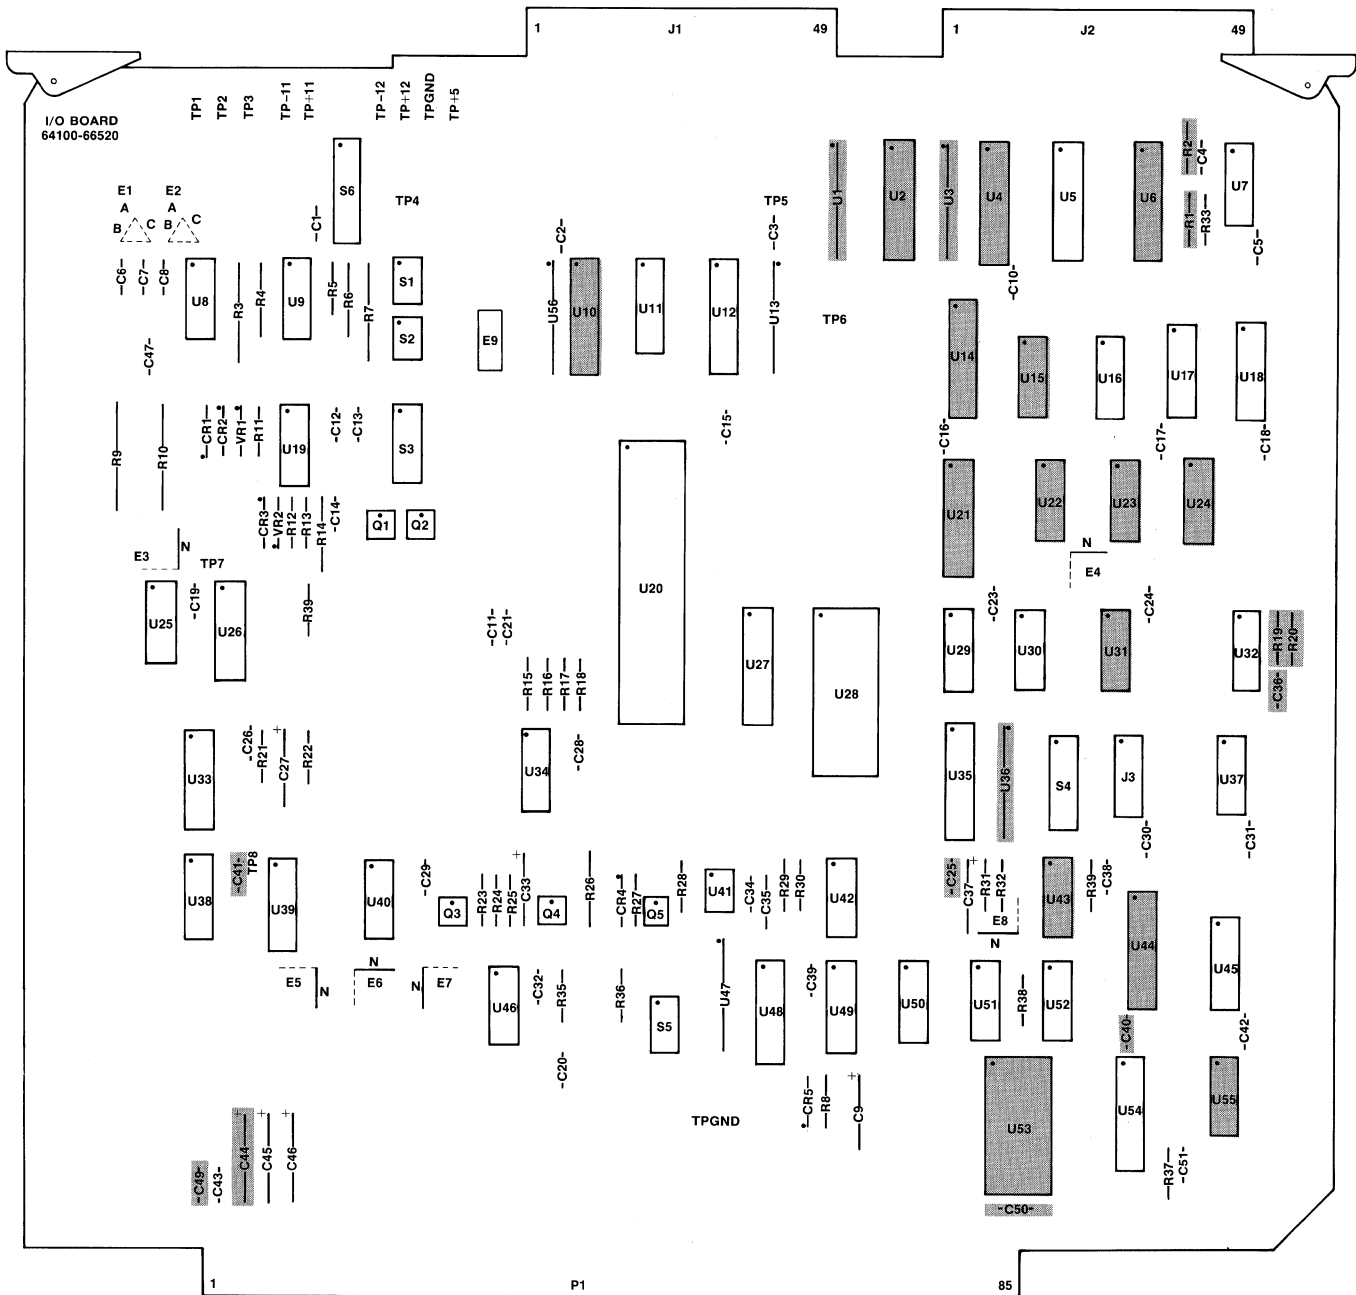 1 J1 49
1 J2 49
I/O BOARD
64100-66520
TP1 TP2 TP3 TP-11 TP+11 TP-12 TP+12 TPGND TP+5
E1 E2
A A
B C B C
-C1- S6 TP4
-C2- TP5 -C3-
U1 U2 U3 U4 U5 U6
R2 -C4- U7
R1 R33 -C5-
-C6- -C7- -C8- U8 R3 R4 U9 R5 R6 R7 S1
S2 E9
U56 U10 U11 U12 U13 TP6
-C10-
-C47-
U14 U15 U16 U17 U18
R9 R10 CR1 CR2 VR1 R11 U19 -C12- -C13- S3
-C15- -C16- -C17- -C18-
CR3 VR2 R12 R13 R14 -C14- Q1 Q2
U21 U22 U23 U24
E3 N TP7
N
E4
U25 -C19- U26 R39
-C11- -C21-
U20
U27 U28
-C23- -C24-
U29 U30 U31 U32 R19 R20
-C36-
R15 R16 R17 R18
U33 -C26- R21 + C27 R22
U34 -C28-
U35 U36 S4 J3 U37
-C30- -C31-
U38 -C41- TP8 U39 U40 -C29-
Q3 R23 R24 R25 + C33 Q4 R26 CR4 R27 Q5 R28 U41 -C34- C35 R29 R30 U42
-C25- + C37 R31 R32 U43 R39 -C38-
E8
N
U44 U45
E5 N
N
E6
N E7
U46 -C32- R35 R36 S5 U47 U48 -C39- U49 U50 U51 R38 U52
-C20-
-C40- -C42-
-CR5- R8 + C9
TPGND
U53 U54 U55
-C49- -C43- + C44 + C45 + C46
R37 -C51-
-C50-
1 P1 85